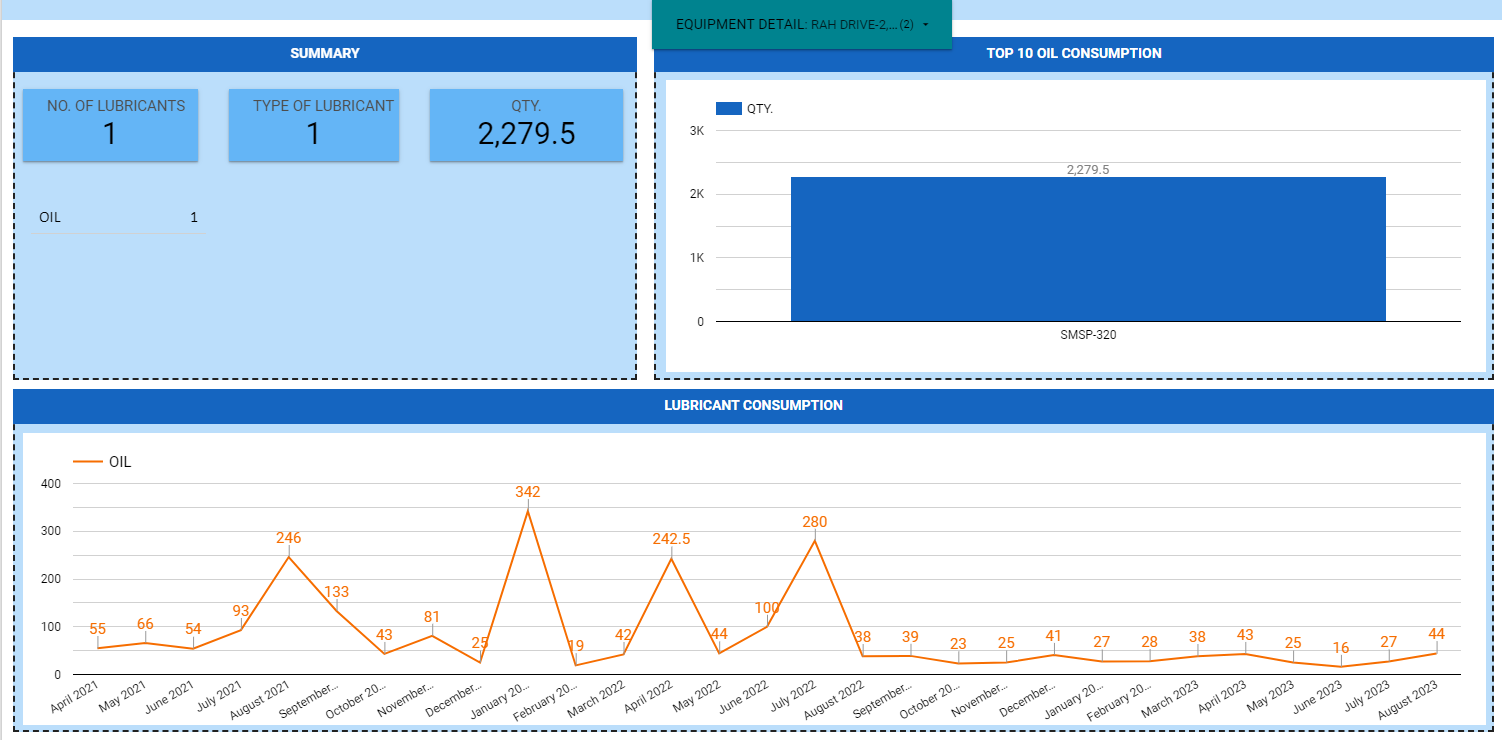 EQUIPMENT DETAIL: RAH DRIVE-2,... (2)
SUMMARY
NO. OF LUBRICANTS
1
TYPE OF LUBRICANT
1
QTY.
2,279.5
OIL 1
TOP 10 OIL CONSUMPTION
QTY.
3K
2,279.5
2K
1K
0
SMSP-320
LUBRICANT CONSUMPTION
OIL
400
300
200
100
0
55 66 54 93 246 133 43 81 25 342 19 42 242.5 44 100 280 38 39 23 25 41 27 28 38 43 25 16 27 44
April 2021 May 2021 June 2021 July 2021 August 2021 September... October 20... November... December... January 20... February 20... March 2022 April 2022 May 2022 June 2022 July 2022 August 2022 September... October 20... November... December... January 20... February 20... March 2023 April 2023 May 2023 June 2023 July 2023 August 2023